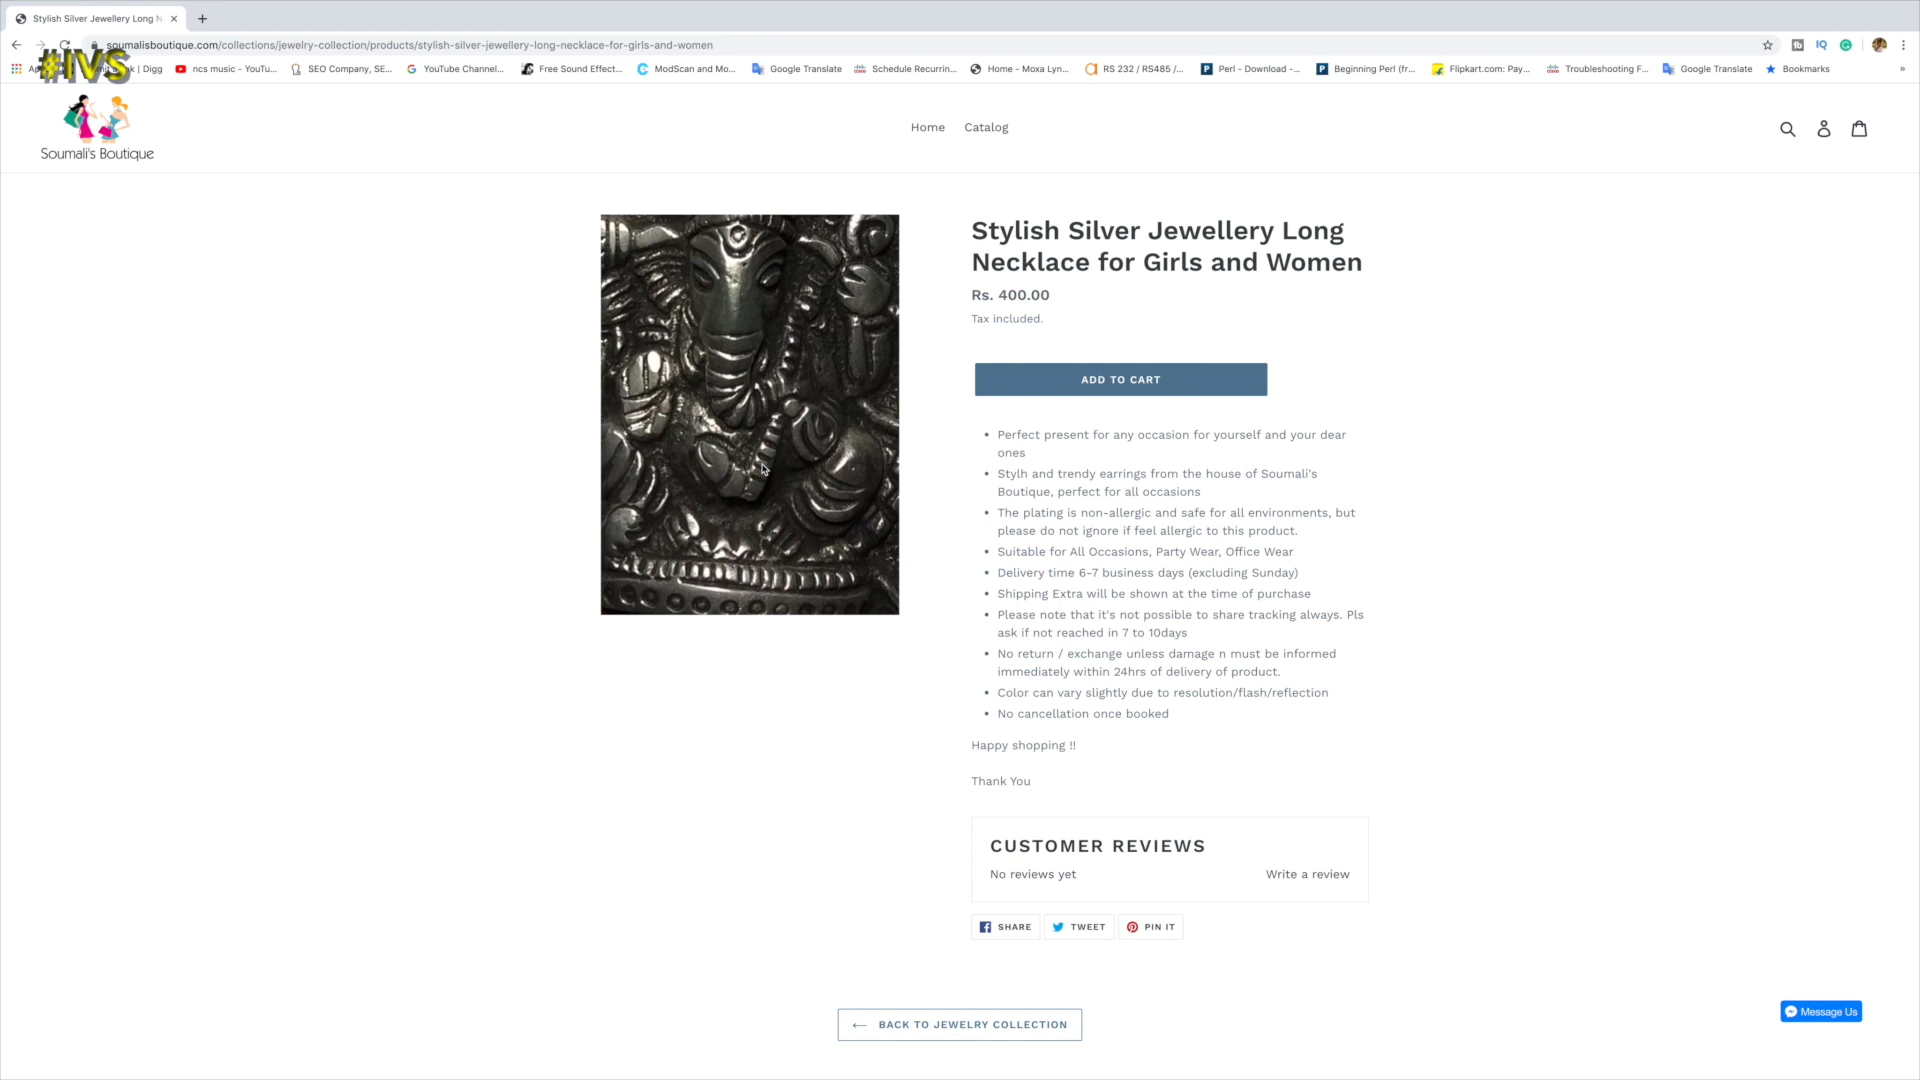 Stylish Silver Jewellery Long N
soumalisboutique.com/collections/jewelry-collection/products/stylish-silver-jewellery-long-necklace-for-girls-and-women
#IVS
| Digg
ncs music - YouTu...
SEO Company, SE...
YouTube Channel...
Free Sound Effect...
ModScan and Mo...
Google Translate
Schedule Recurrin...
Home - Moxa Lyn...
RS 232 / RS485 /...
Perl - Download -...
Beginning Perl (fr...
Flipkart.com: Pay...
Troubleshooting F...
Google Translate
Bookmarks
»
Soumali's Boutique
Home
Catalog
Stylish Silver Jewellery Long
Necklace for Girls and Women
Rs. 400.00
Tax included.
ADD TO CART
• Perfect present for any occasion for yourself and your dear
ones
• Stylh and trendy earrings from the house of Soumali's
Boutique, perfect for all occasions
• The plating is non-allergic and safe for all environments, but
please do not ignore if feel allergic to this product.
• Suitable for All Occasions, Party Wear, Office Wear
• Delivery time 6-7 business days (excluding Sunday)
• Shipping Extra will be shown at the time of purchase
• Please note that it's not possible to share tracking always. Pls
ask if not reached in 7 to 10days
• No return / exchange unless damage n must be informed
immediately within 24hrs of delivery of product.
• Color can vary slightly due to resolution/flash/reflection
• No cancellation once booked
Happy shopping !!
Thank You
CUSTOMER REVIEWS
No reviews yet
Write a review
SHARE
TWEET
PIN IT
BACK TO JEWELRY COLLECTION
Message Us